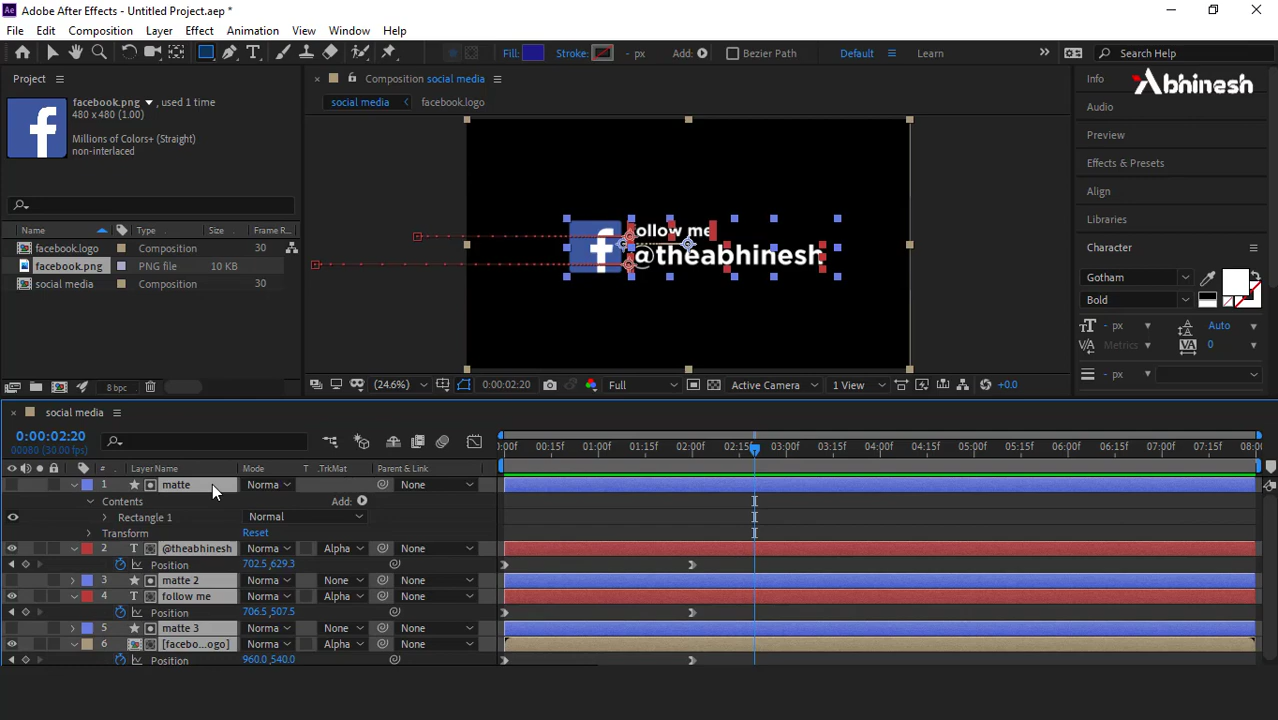 Adobe After Effects - Untitled Project.aep *
File Edit Composition Layer Effect Animation View Window Help
Fill: Stroke: - px Add: Bezier Path Default Learn Search Help
Project
facebook.png, used 1 time
480 x 480 (1.00)
Millions of Colors+ (Straight)
non-interlaced
Name Type Size Frame Ra...
facebook.logo Composition 30
facebook.png PNG file 10 KB
social media Composition 30
8 bpc
Composition social media
social media facebook.logo
follow me
@theabhinesh
(24.6%) 0:00:02:20 Full Active Camera 1 View +0.0
Info
Abhinesh
Audio
Preview
Effects & Presets
Align
Libraries
Character
Gotham
Bold
- px Auto
Metrics 0
- px
social media
0:00:02:20
00080 (30.00 fps)
:00f 00:15f 01:00f 01:15f 02:00f 02:15f 03:00f 03:15f 04:00f 04:15f 05:00f 05:15f 06:00f 06:15f 07:00f 07:15f 08:00f
# Layer Name Mode T .TrkMat Parent & Link
1 matte Norma None
Contents Add:
Rectangle 1 Normal
Transform Reset
2 @theabhinesh Norma Alpha None
Position 702.5,629.3
3 matte 2 Norma None None
4 follow me Norma Alpha None
Position 706.5,507.5
5 matte 3 Norma None None
6 [facebo...ogo] Norma Alpha None
Position 960.0,540.0